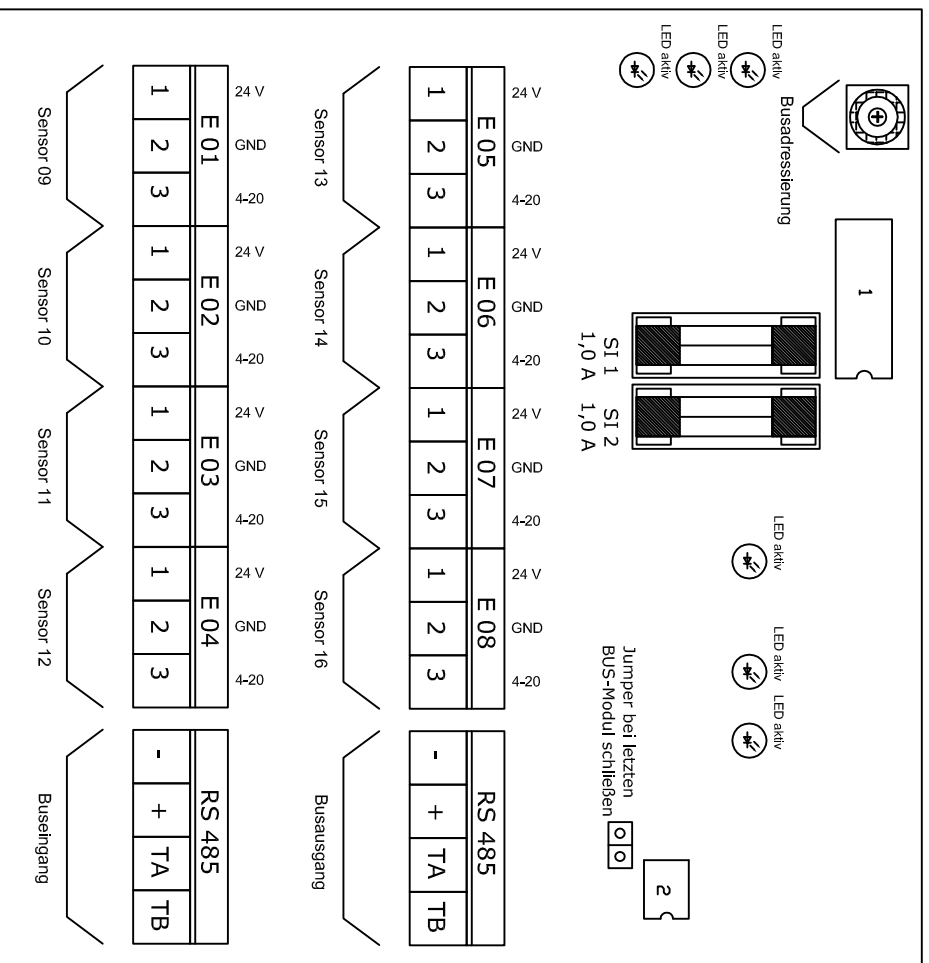 LED aktiv
LED aktiv
LED aktiv
Busadressierung
1
SI 1
1,0 A
SI 2
1,0 A
LED aktiv
LED aktiv
LED aktiv
Jumper bei letzten
BUS-Modul schließen
2
24 V
GND
4-20
24 V
GND
4-20
24 V
GND
4-20
24 V
GND
4-20
E 05
E 06
E 07
E 08
RS 485
1
2
3
1
2
3
1
2
3
1
2
3
-
+
TA
TB
Sensor 13
Sensor 14
Sensor 15
Sensor 16
Busausgang
24 V
GND
4-20
24 V
GND
4-20
24 V
GND
4-20
24 V
GND
4-20
E 01
E 02
E 03
E 04
RS 485
1
2
3
1
2
3
1
2
3
1
2
3
-
+
TA
TB
Sensor 09
Sensor 10
Sensor 11
Sensor 12
Buseingang